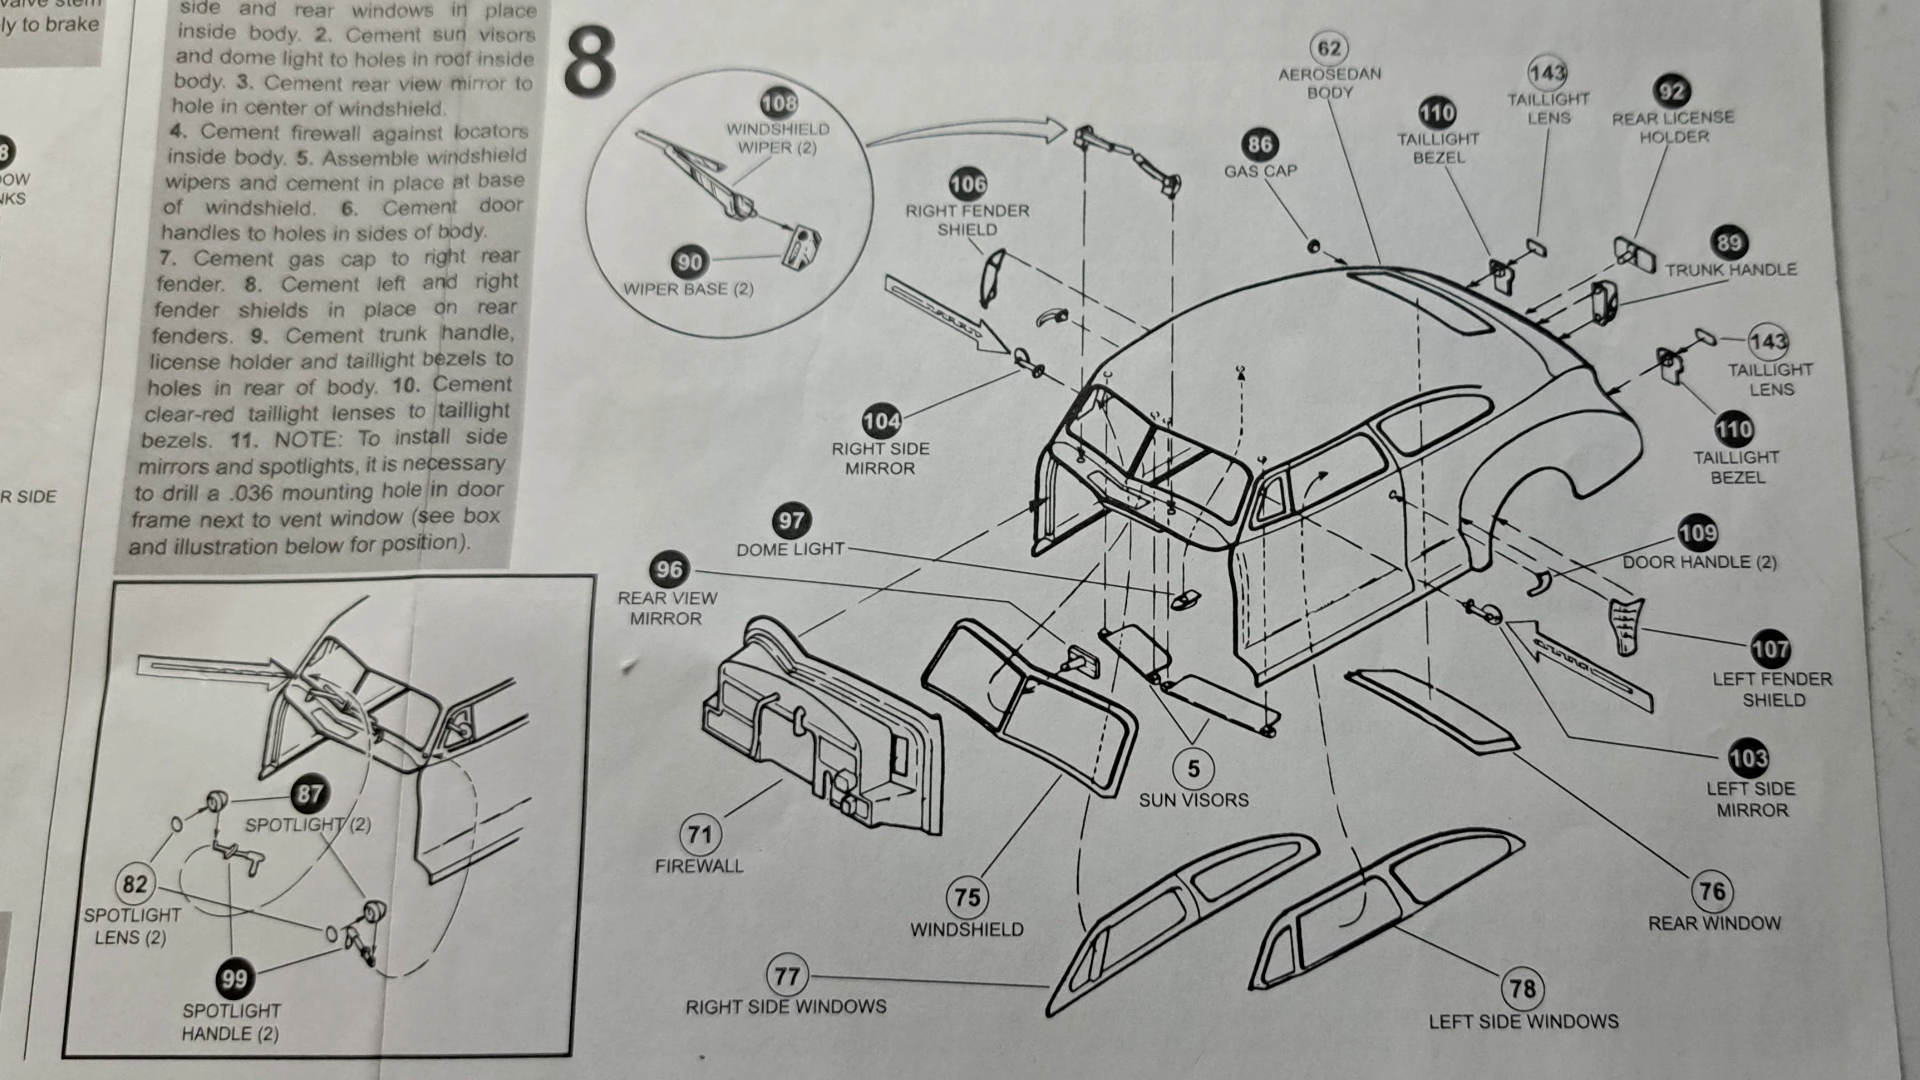 ly to brake
side and rear windows in place
inside body. 2. Cement sun visors
and dome light to holes in roof inside
body. 3. Cement rear view mirror to
hole in center of windshield.
4. Cement firewall against locators
inside body. 5. Assemble windshield
wipers and cement in place at base
of windshield. 6. Cement door
handles to holes in sides of body.
7. Cement gas cap to right rear
fender. 8. Cement left and right
fender shields in place on rear
fenders. 9. Cement trunk handle,
license holder and taillight bezels to
holes in rear of body. 10. Cement
clear-red taillight lenses to taillight
bezels. 11. NOTE: To install side
mirrors and spotlights, it is necessary
to drill a .036 mounting hole in door
frame next to vent window (see box
and illustration below for position).
R SIDE
87
SPOTLIGHT (2)
82
SPOTLIGHT
LENS (2)
99
SPOTLIGHT
HANDLE (2)
8
108
WINDSHIELD
WIPER (2)
90
WIPER BASE (2)
106
RIGHT FENDER
SHIELD
104
RIGHT SIDE
MIRROR
86
GAS CAP
62
AEROSEDAN
BODY
110
TAILLIGHT
BEZEL
143
TAILLIGHT
LENS
92
REAR LICENSE
HOLDER
89
TRUNK HANDLE
143
TAILLIGHT
LENS
110
TAILLIGHT
BEZEL
97
DOME LIGHT
96
REAR VIEW
MIRROR
109
DOOR HANDLE (2)
107
LEFT FENDER
SHIELD
103
LEFT SIDE
MIRROR
5
SUN VISORS
71
FIREWALL
75
WINDSHIELD
76
REAR WINDOW
77
RIGHT SIDE WINDOWS
78
LEFT SIDE WINDOWS